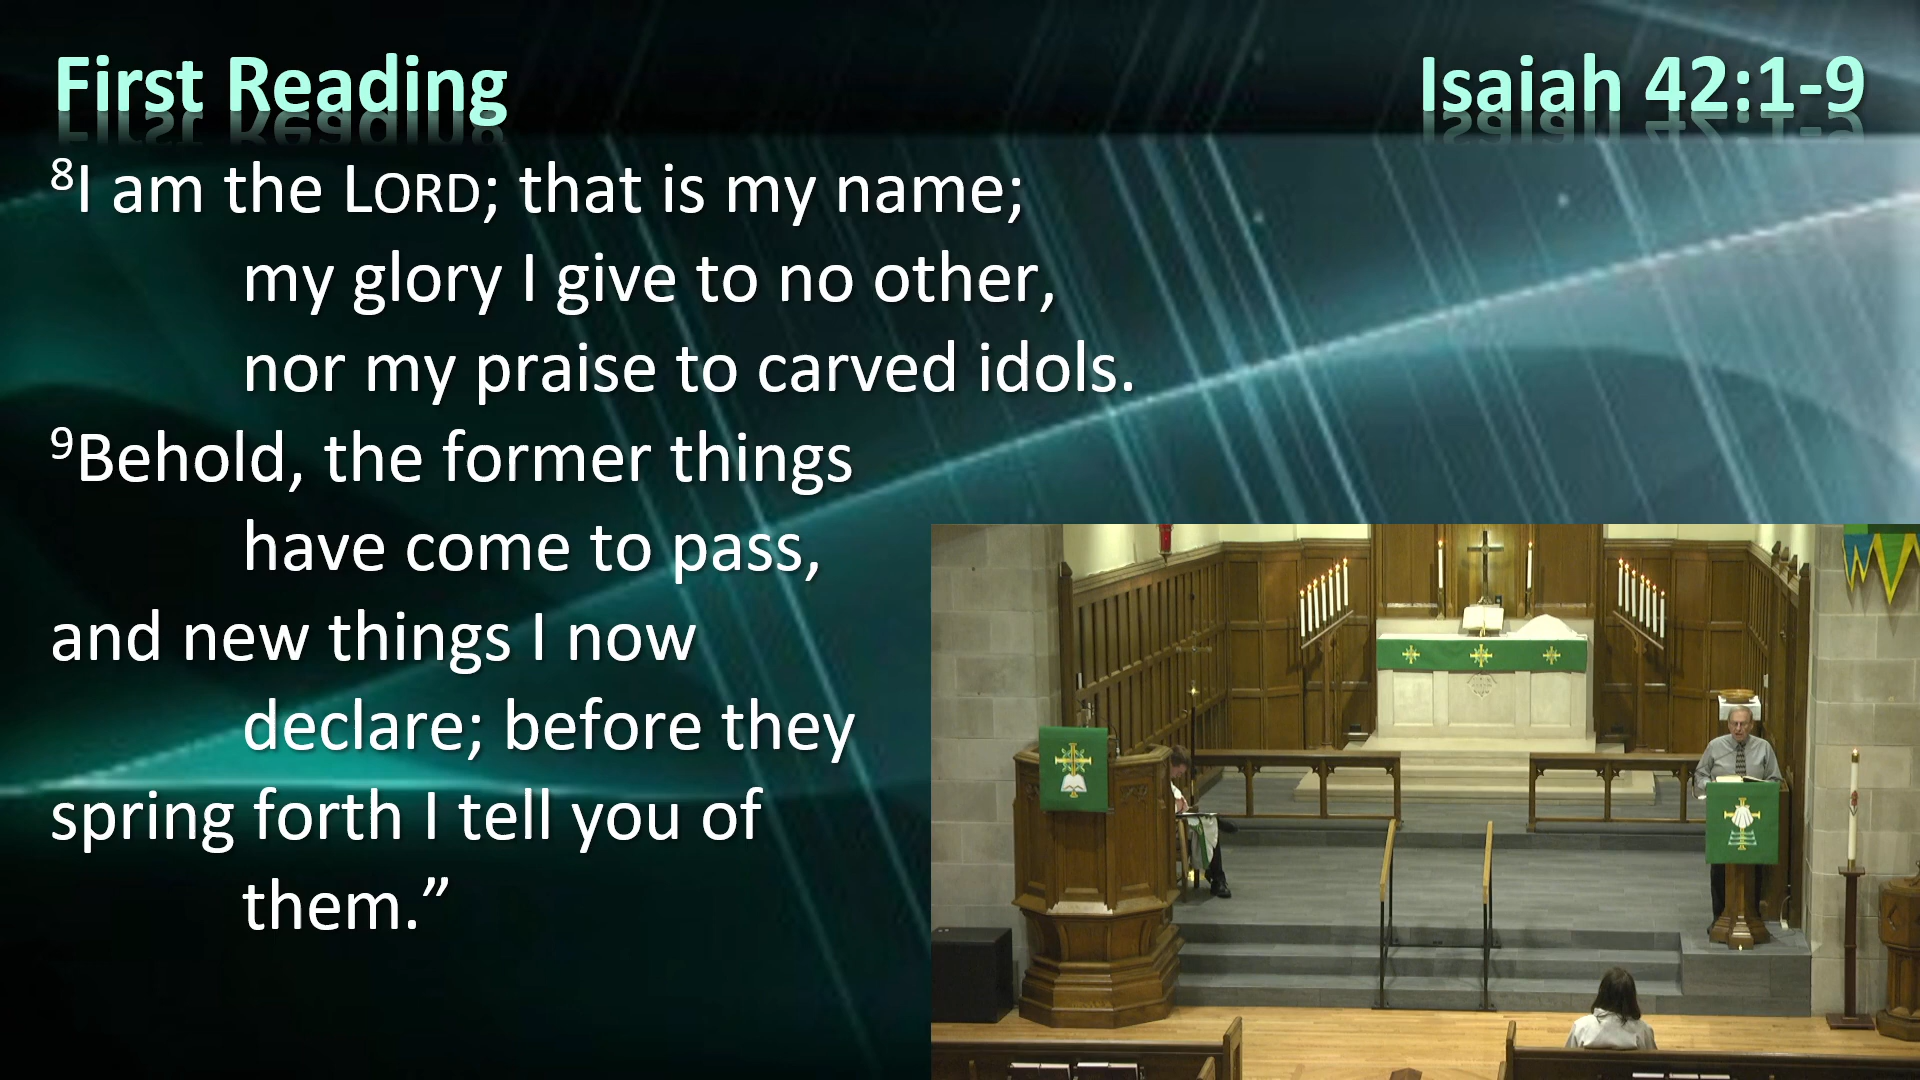 First Reading
Isaiah 42:1-9
8I am the LORD; that is my name;
my glory I give to no other,
nor my praise to carved idols.
9Behold, the former things
have come to pass,
and new things I now
declare; before they
spring forth I tell you of
them.”